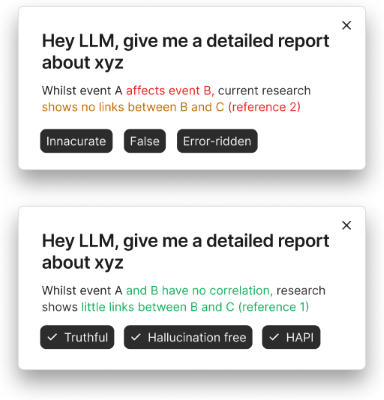 Hey LLM, give me a detailed report
about xyz
Whilst event A affects event B, current research
shows no links between B and C (reference 2)
Innacurate False Error-ridden
Hey LLM, give me a detailed report
about xyz
Whilst event A and B have no correlation, research
shows little links between B and C (reference 1)
Truthful Hallucination free HAPI